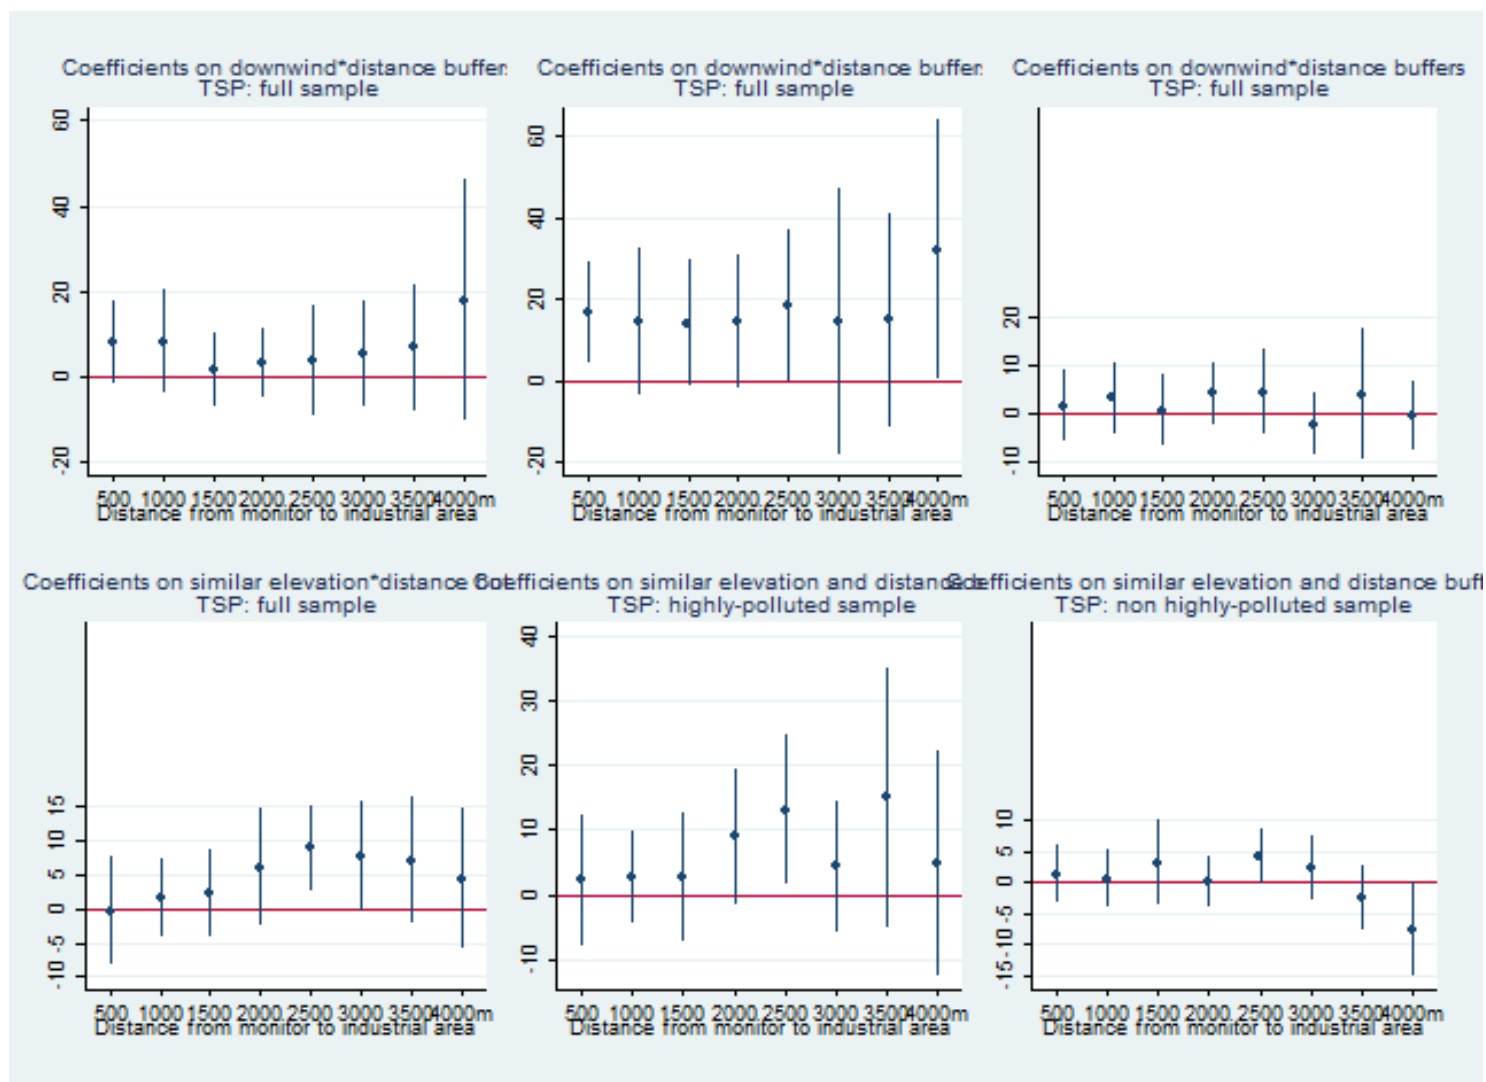 Coefficients on downwind*distance buffer
TSP: full sample
60
40
20
0
-20
500 1000 1500 2000 2500 3000 3500 4000m
Distance from monitor to industrial area
Coefficients on downwind*distance buffer
TSP: full sample
60
40
20
0
-20
500 1000 1500 2000 2500 3000 3500 4000m
Distance from monitor to industrial area
Coefficients on downwind*distance buffers
TSP: full sample
20
10
0
-10
500 1000 1500 2000 2500 3000 3500 4000m
Distance from monitor to industrial area
Coefficients on similar elevation*distance
TSP: full sample
15
10
5
0
-5
-10
500 1000 1500 2000 2500 3000 3500 4000m
Distance from monitor to industrial area
Coefficients on similar elevation and distance
TSP: highly-polluted sample
40
30
20
10
0
-10
500 1000 1500 2000 2500 3000 3500 4000m
Distance from monitor to industrial area
Coefficients on similar elevation and distance buff
TSP: non highly-polluted sample
10
5
0
-5
-10
-15
500 1000 1500 2000 2500 3000 3500 4000m
Distance from monitor to industrial area